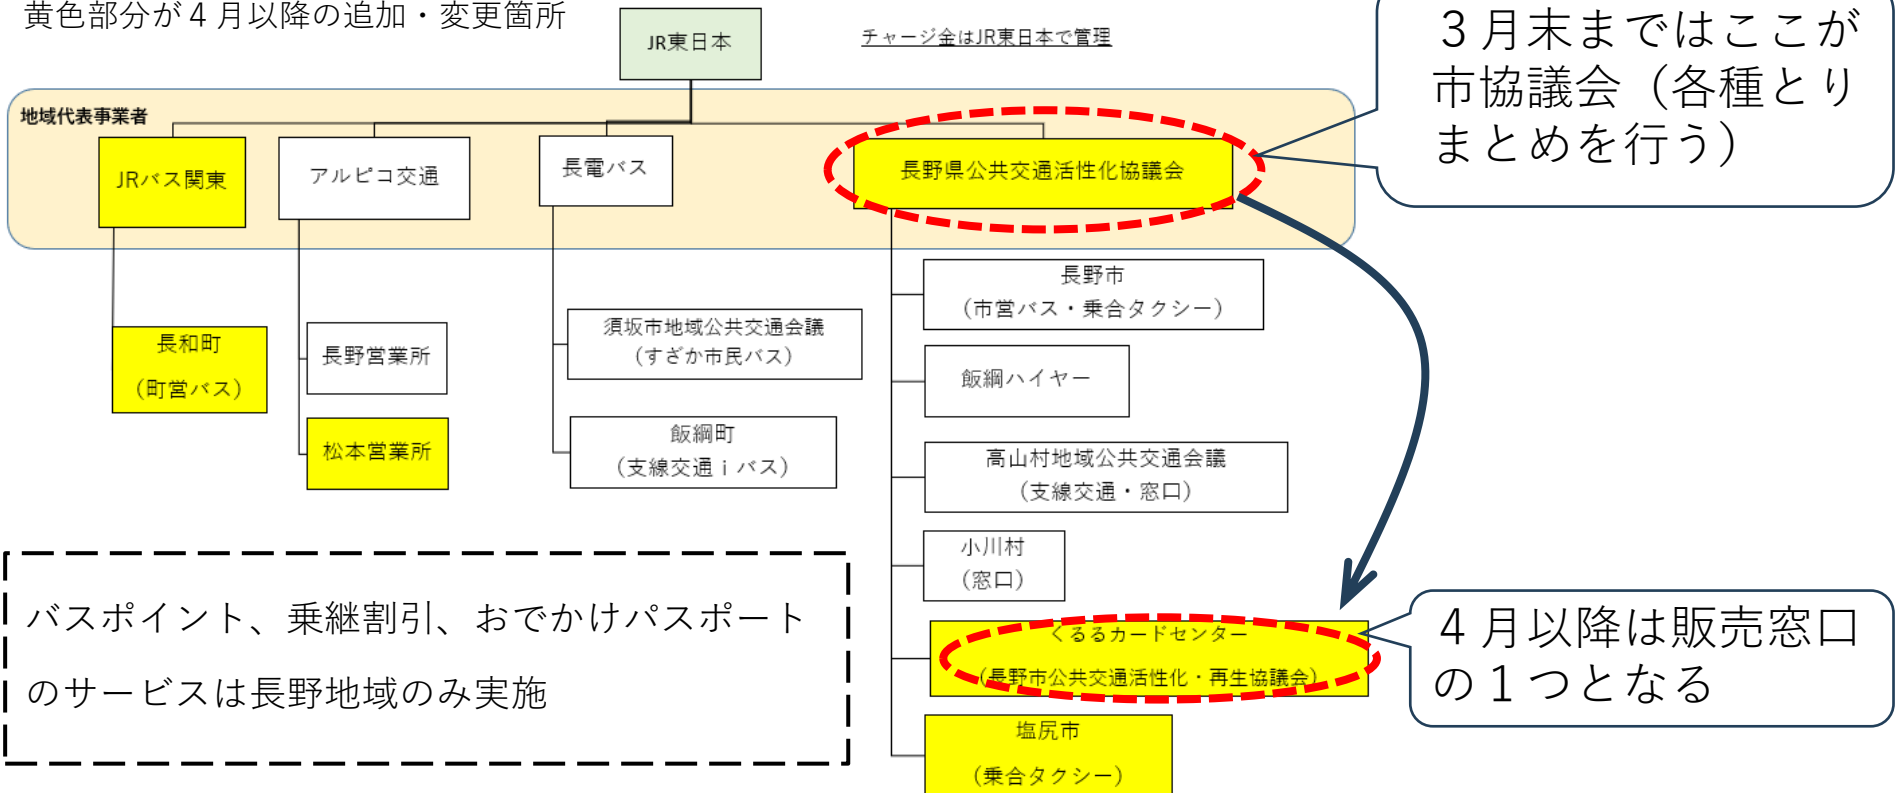 黄色部分が４月以降の追加・変更箇所
JR東日本
チャージ金はJR東日本で管理
３月末まではここが
市協議会（各種とり
まとめを行う）
地域代表事業者
JRバス関東
アルピコ交通
長電バス
長野県公共交通活性化協議会
長和町
（町営バス）
長野営業所
松本営業所
須坂市地域公共交通会議
（すざか市民バス）
飯綱町
（支線交通ｉバス）
長野市
（市営バス・乗合タクシー）
飯綱ハイヤー
高山村地域公共交通会議
（支線交通・窓口）
小川村
（窓口）
くるるカードセンター
（長野市公共交通活性化・再生協議会）
塩尻市
（乗合タクシー）
４月以降は販売窓口
の１つとなる
バスポイント、乗継割引、おでかけパスポート
のサービスは長野地域のみ実施